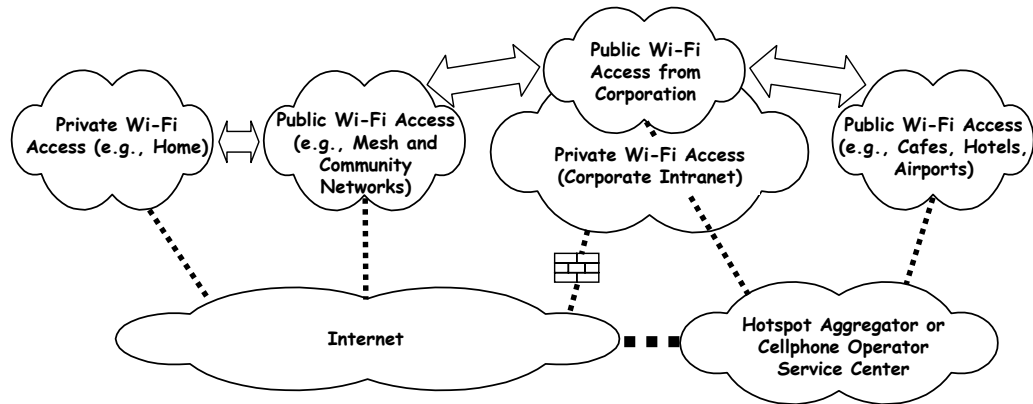 Private Wi-Fi
Access (e.g., Home)
Public Wi-Fi Access
(e.g., Mesh and
Community
Networks)
Public Wi-Fi
Access from
Corporation
Private Wi-Fi Access
(Corporate Intranet)
Public Wi-Fi Access
(e.g., Cafes, Hotels,
Airports)
Internet
Hotspot Aggregator or
Cellphone Operator
Service Center